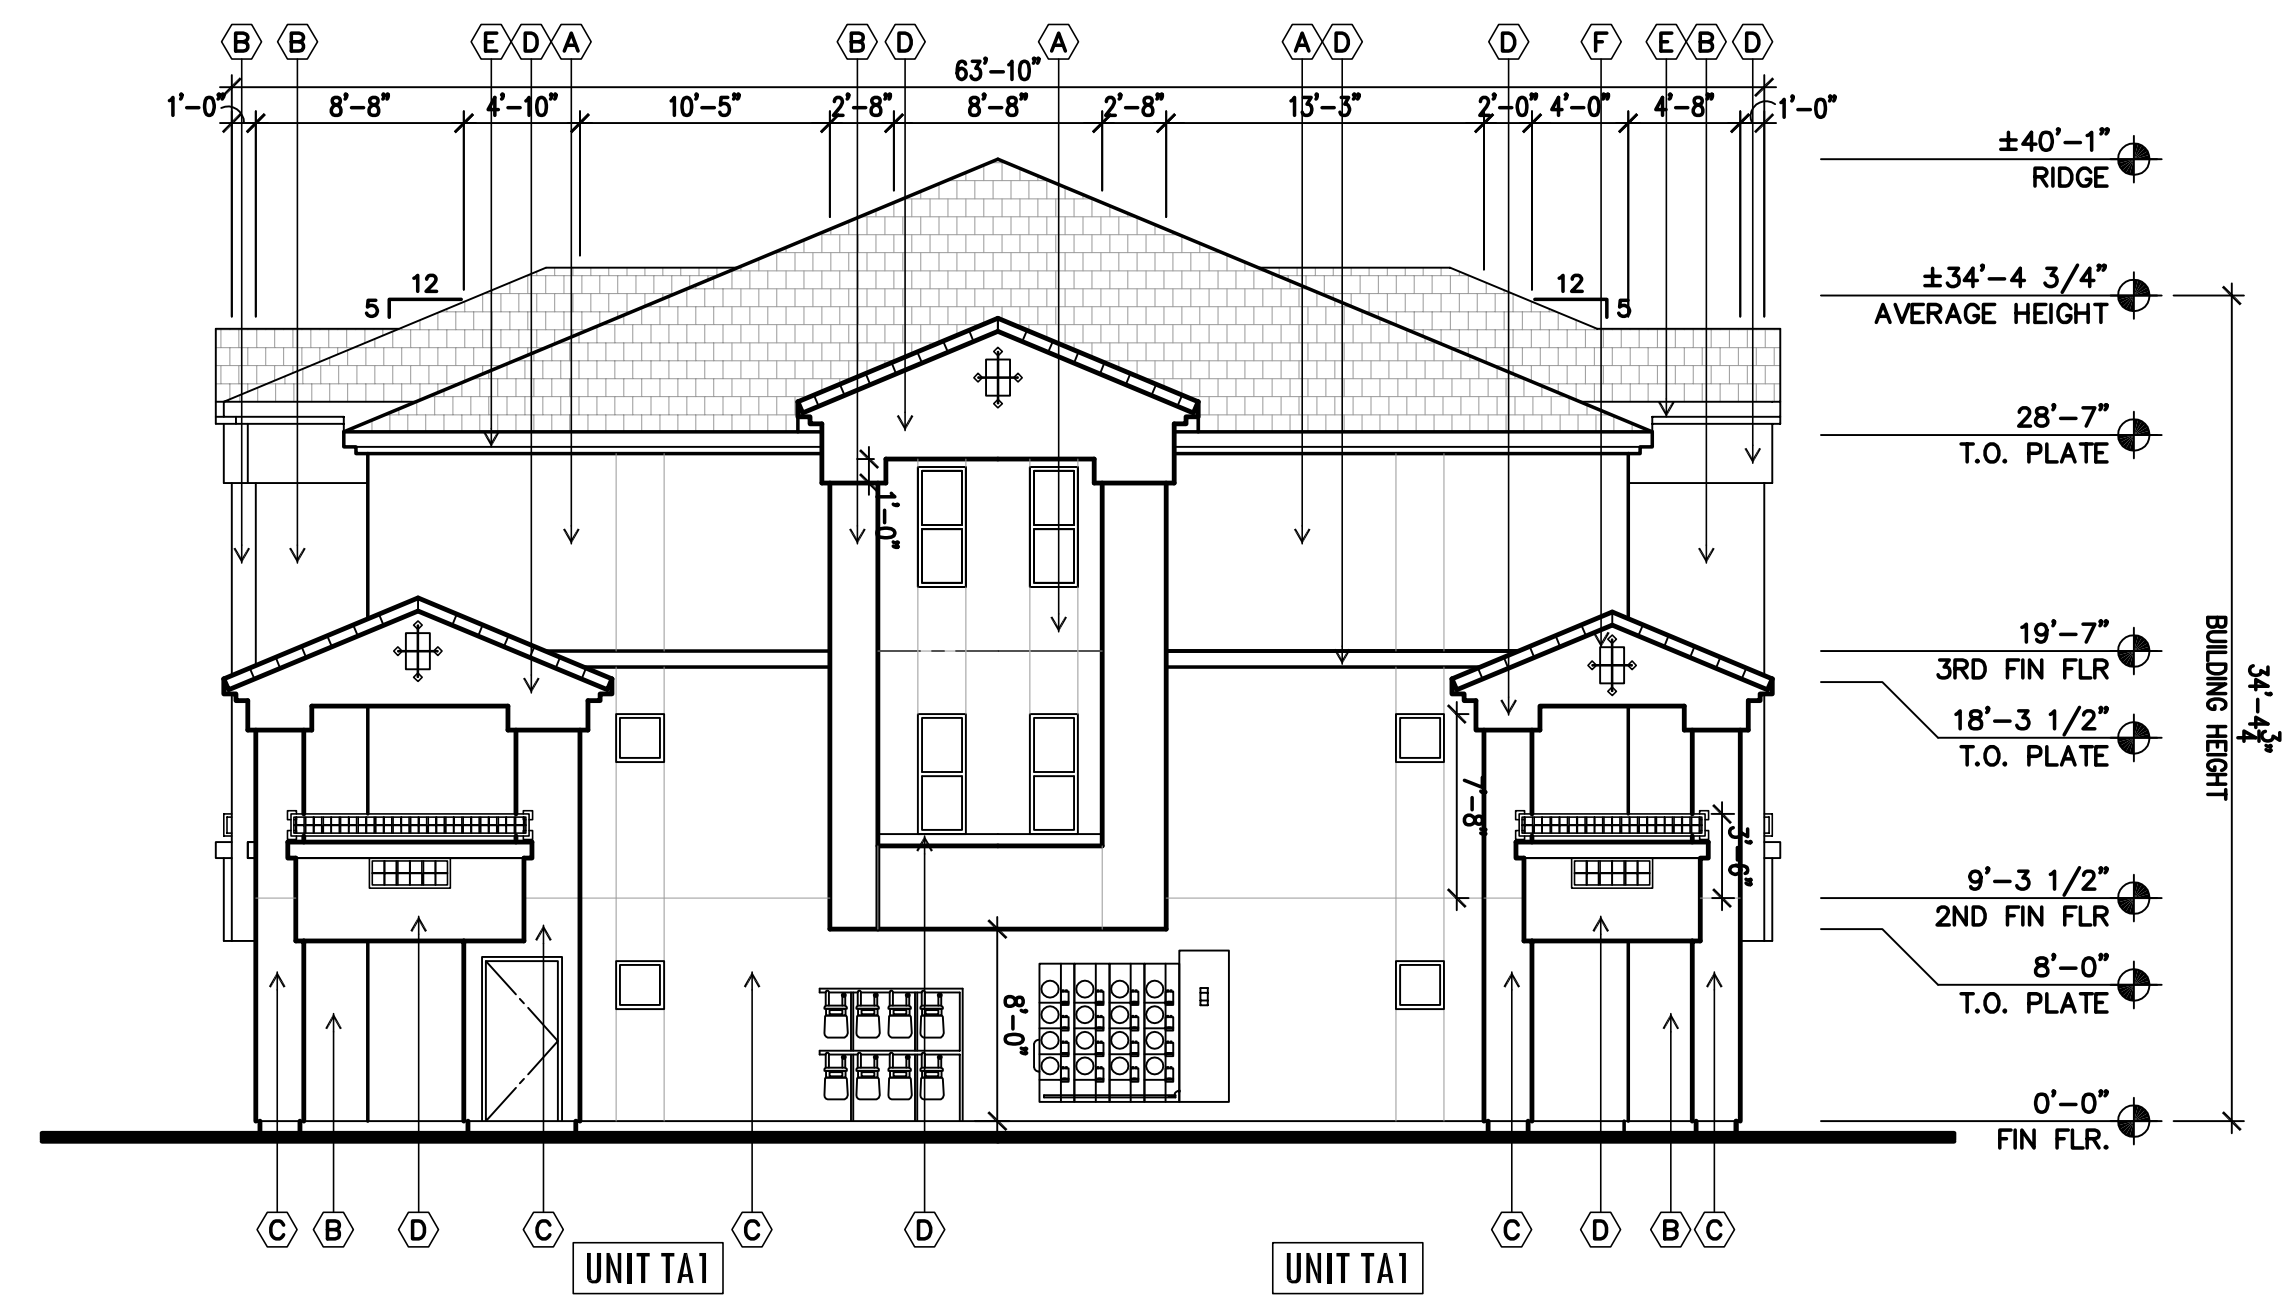 B B E D A B D A A D D F E B D
63'-10"
1'-0" 8'-8" 4'-10" 10'-5" 2'-8" 8'-8" 2'-8" 13'-3" 2'-0" 4'-0" 4'-8" 1'-0"
±40'-1"
RIDGE
12
5
12
5
±34'-4 3/4"
AVERAGE HEIGHT
28'-7"
T.O. PLATE
1'-0"
19'-7"
3RD FIN FLR
18'-3 1/2"
T.O. PLATE
BUILDING HEIGHT
34'-4 3/4"
7'-8"
3'-6"
9'-3 1/2"
2ND FIN FLR
8'-0"
T.O. PLATE
8'-0"
0'-0"
FIN FLR.
C B D C C D C D B C
UNIT TA1
UNIT TA1